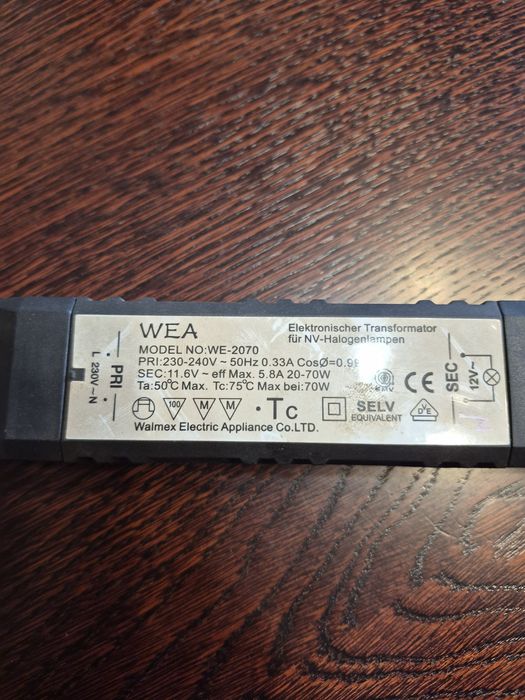 WEA
Elektronischer Transformator
für NV-Halogenlampen
MODEL NO:WE-2070
PRI:230-240V ~ 50Hz 0.33A CosØ=0.99
SEC:11.6V ~ eff Max. 5.8A 20-70W
Ta:50°C Max. Tc:75°C Max bei:70W
PRI
L 230V~N
100
M
M
• Tc
SELV
EQUIVALENT
VDE
CE
SEC
12V~
Walmex Electric Appliance Co.LTD.